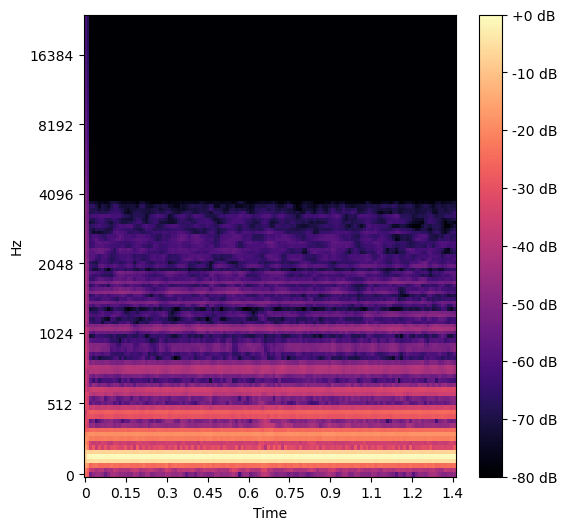 +0 dB
16384
-10 dB
8192
-20 dB
-30 dB
4096
-40 dB
Hz
2048
-50 dB
1024
-60 dB
512
-70 dB
0
-80 dB
0 0.15 0.3 0.45 0.6 0.75 0.9 1.1 1.2 1.4
Time